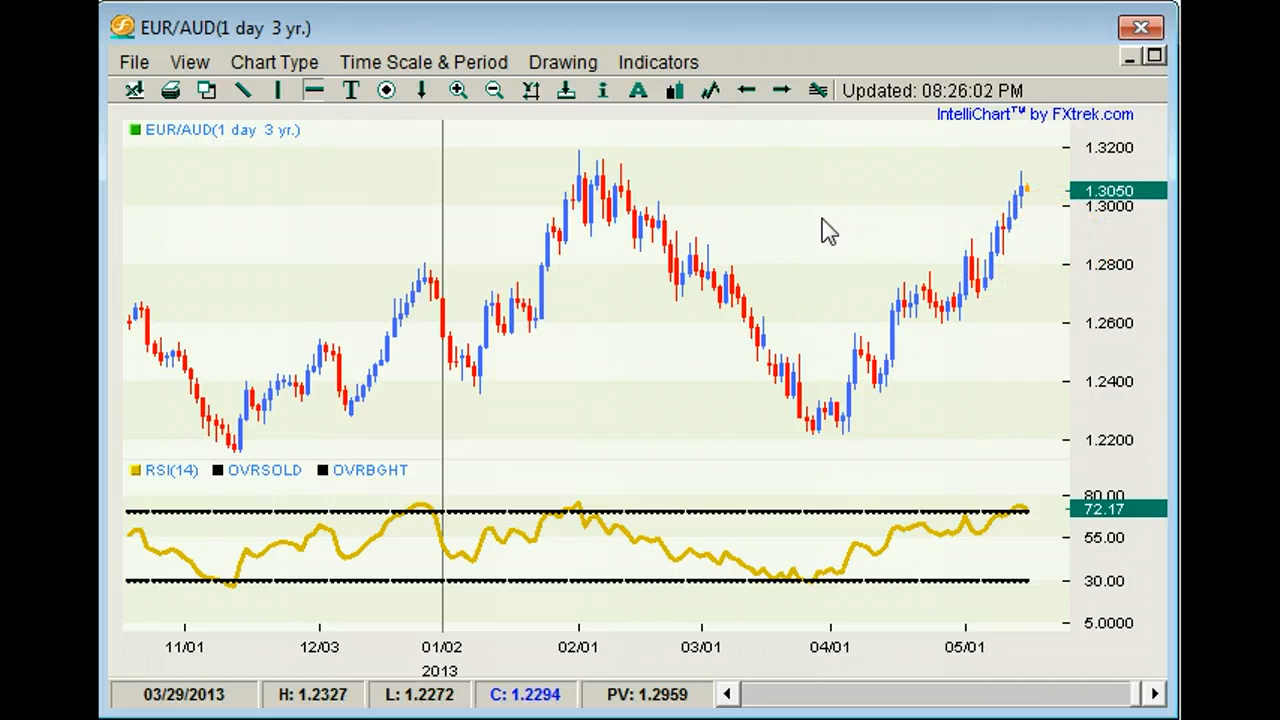 EUR/AUD(1 day 3 yr.)
File View Chart Type Time Scale & Period Drawing Indicators
T A Updated: 08:26:02 PM
IntelliChart™ by FXtrek.com
EUR/AUD(1 day 3 yr.)
1.3200
1.3050
1.3000
1.2800
1.2600
1.2400
1.2200
RSI(14) OVRSOLD OVRBGHT
80.00
72.17
55.00
30.00
5.0000
11/01 12/03 01/02 02/01 03/01 04/01 05/01
2013
03/29/2013 H: 1.2327 L: 1.2272 C: 1.2294 PV: 1.2959